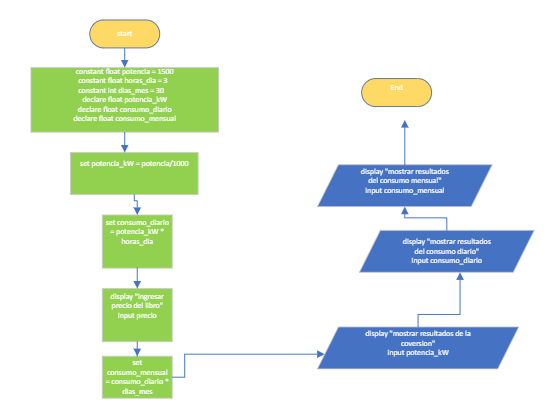 start
constant float potencia = 1500
constant float horas_dia = 3
constant int dias_mes = 30
declare float potencia_kW
declare float consumo_diario
declare float consumo_mensual
set potencia_kW = potencia/1000
set consumo_diario
= potencia_kW *
horas_dia
display "ingresar
precio del libro"
input precio
set
consumo_mensual
= consumo_diario *
dias_mes
display "mostrar resultados de la
coversion"
input potencia_kW
display "mostrar resultados
del consumo diario"
input consumo_diario
display "mostrar resultados
del consumo mensual"
input consumo_mensual
End